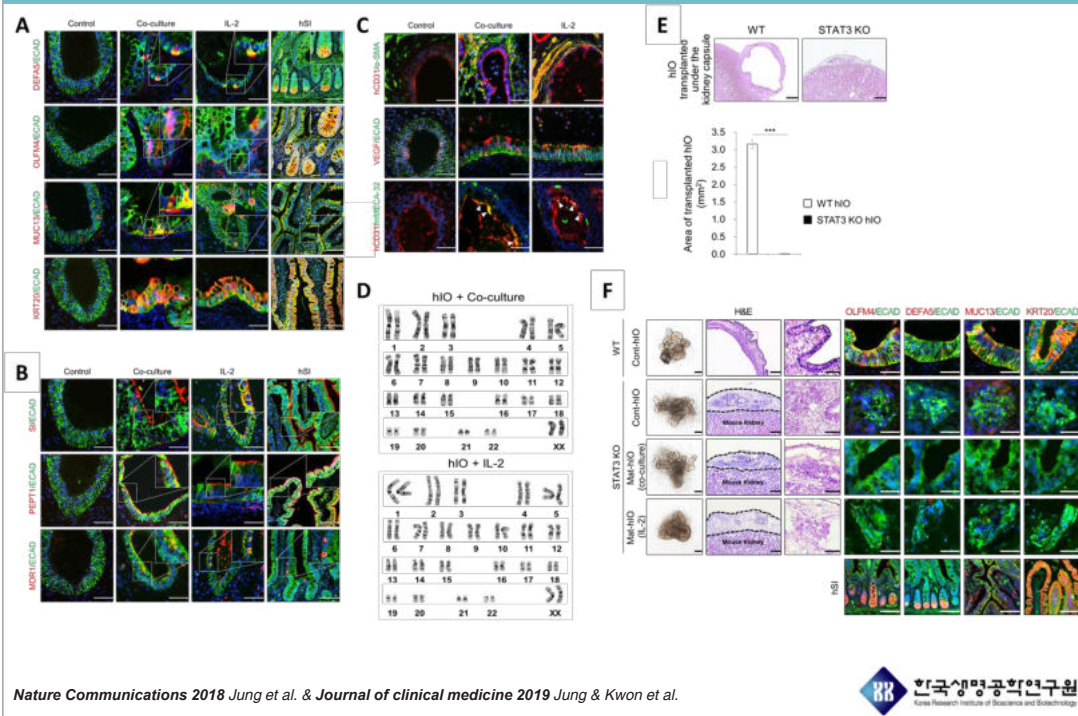 A
Control
Co-culture
IL-2
hSI
DEFA5/ECAD
OLFM4/ECAD
MUC13/ECAD
KRT20/ECAD
B
Control
Co-culture
IL-2
hSI
SI/ECAD
PEPT1/ECAD
MDR1/ECAD
C
Control
Co-culture
IL-2
hCD31/α-SMA
VEGF/ECAD
hCD31/mMECA-32
D
hIO + Co-culture
1 2 3 4 5
6 7 8 9 10 11 12
13 14 15 16 17 18
19 20 21 22 XX
hIO + IL-2
1 2 3 4 5
6 7 8 9 10 11 12
13 14 15 16 17 18
19 20 21 22 XX
E
WT
STAT3 KO
hIO
transplanted
under the
kidney capsule
Area of transplanted hIO
(mm²)
3.5
3.0
2.5
2.0
1.5
1.0
0.5
0.0
***
WT hIO
STAT3 KO hIO
F
H&E
OLFM4/ECAD
DEFA5/ECAD
MUC13/ECAD
KRT20/ECAD
WT
Cont-hIO
STAT3 KO
Cont-hIO
Mouse Kidney
Mat-hIO
(co-culture)
Mouse Kidney
Mat-hIO
(IL-2)
Mouse Kidney
hSI
Nature Communications 2018 Jung et al. & Journal of clinical medicine 2019 Jung & Kwon et al.
한국생명공학연구원
Korea Research Institute of Bioscience and Biotechnology